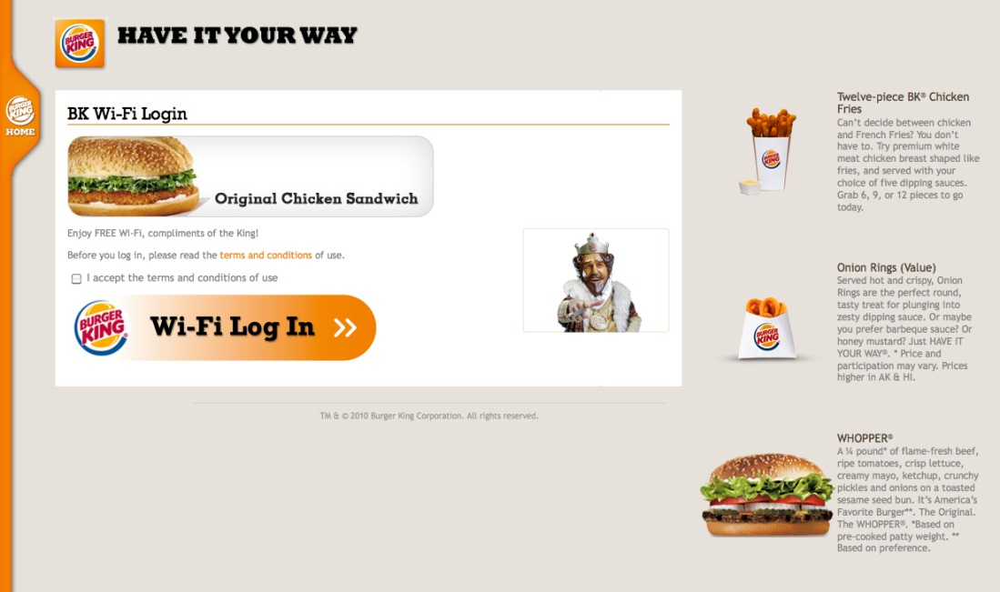 BURGER KING
HAVE IT YOUR WAY
BURGER KING
HOME
BK Wi-Fi Login
Original Chicken Sandwich
Enjoy FREE Wi-Fi, compliments of the King!
Before you log in, please read the terms and conditions of use.
I accept the terms and conditions of use
BURGER KING
Wi-Fi Log In
TM & © 2010 Burger King Corporation. All rights reserved.
BURGER KING
Twelve-piece BK® Chicken
Fries
Can't decide between chicken
and French Fries? You don't
have to. Try premium white
meat chicken breast shaped like
fries, and served with your
choice of five dipping sauces.
Grab 6, 9, or 12 pieces to go
today.
BURGER KING
Onion Rings (Value)
Served hot and crispy, Onion
Rings are the perfect round,
tasty treat for plunging into
zesty dipping sauce. Or maybe
you prefer barbeque sauce? Or
honey mustard? Just HAVE IT
YOUR WAY®. * Price and
participation may vary. Prices
higher in AK & HI.
WHOPPER®
A ¼ pound* of flame-fresh beef,
ripe tomatoes, crisp lettuce,
creamy mayo, ketchup, crunchy
pickles and onions on a toasted
sesame seed bun. It's America's
Favorite Burger**. The Original.
The WHOPPER®. *Based on
pre-cooked patty weight. **
Based on preference.